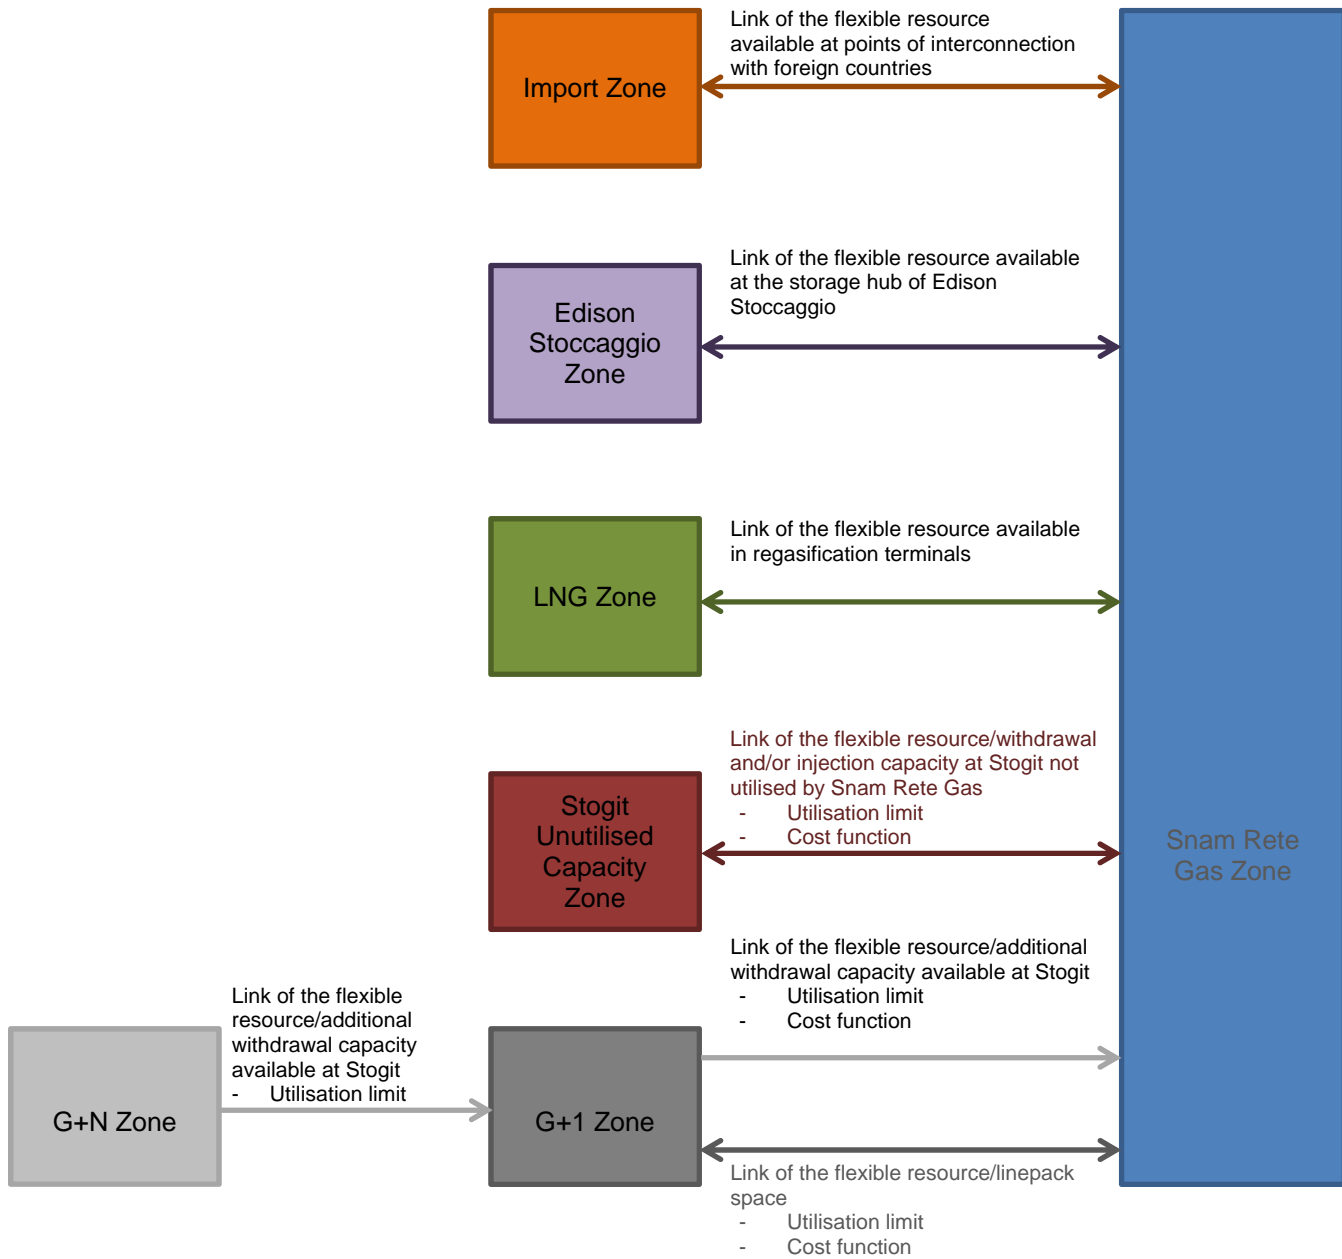 Link of the flexible resource
available at points of interconnection
with foreign countries
Import Zone
Link of the flexible resource available
at the storage hub of Edison
Stoccaggio
Edison
Stoccaggio
Zone
Link of the flexible resource available
in regasification terminals
LNG Zone
Link of the flexible resource/withdrawal
and/or injection capacity at Stogit not
utilised by Snam Rete Gas
- Utilisation limit
- Cost function
Stogit
Unutilised
Capacity
Zone
Snam Rete
Gas Zone
Link of the flexible resource/additional
withdrawal capacity available at Stogit
- Utilisation limit
- Cost function
Link of the flexible
resource/additional
withdrawal capacity
available at Stogit
- Utilisation limit
G+N Zone
G+1 Zone
Link of the flexible resource/linepack
space
- Utilisation limit
- Cost function